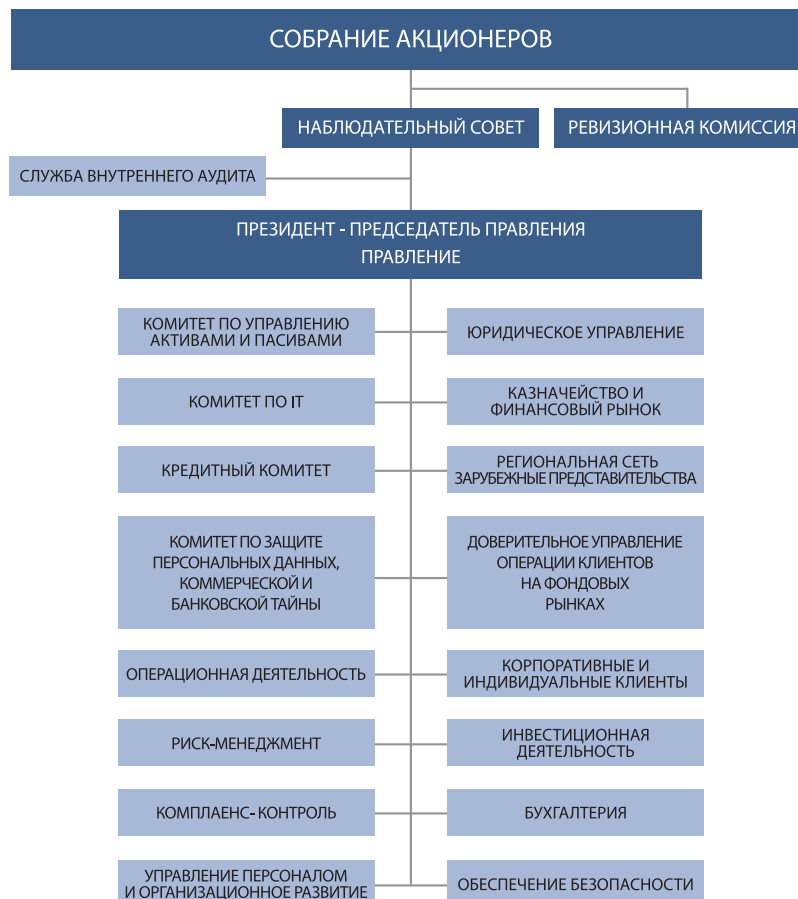 СОБРАНИЕ АКЦИОНЕРОВ
НАБЛЮДАТЕЛЬНЫЙ СОВЕТ
РЕВИЗИОННАЯ КОМИССИЯ
СЛУЖБА ВНУТРЕННЕГО АУДИТА
ПРЕЗИДЕНТ - ПРЕДСЕДАТЕЛЬ ПРАВЛЕНИЯ
ПРАВЛЕНИЕ
КОМИТЕТ ПО УПРАВЛЕНИЮ
АКТИВАМИ И ПАСИВАМИ
ЮРИДИЧЕСКОЕ УПРАВЛЕНИЕ
КОМИТЕТ ПО IT
КАЗНАЧЕЙСТВО И
ФИНАНСОВЫЙ РЫНОК
КРЕДИТНЫЙ КОМИТЕТ
РЕГИОНАЛЬНАЯ СЕТЬ
ЗАРУБЕЖНЫЕ ПРЕДСТАВИТЕЛЬСТВА
КОМИТЕТ ПО ЗАЩИТЕ
ПЕРСОНАЛЬНЫХ ДАННЫХ,
КОММЕРЧЕСКОЙ И
БАНКОВСКОЙ ТАЙНЫ
ДОВЕРИТЕЛЬНОЕ УПРАВЛЕНИЕ
ОПЕРАЦИИ КЛИЕНТОВ
НА ФОНДОВЫХ
РЫНКАХ
ОПЕРАЦИОННАЯ ДЕЯТЕЛЬНОСТЬ
КОРПОРАТИВНЫЕ И
ИНДИВИДУАЛЬНЫЕ КЛИЕНТЫ
РИСК-МЕНЕДЖМЕНТ
ИНВЕСТИЦИОННАЯ
ДЕЯТЕЛЬНОСТЬ
КОМПЛАЕНС- КОНТРОЛЬ
БУХГАЛТЕРИЯ
УПРАВЛЕНИЕ ПЕРСОНАЛОМ
И ОРГАНИЗАЦИОННОЕ РАЗВИТИЕ
ОБЕСПЕЧЕНИЕ БЕЗОПАСНОСТИ